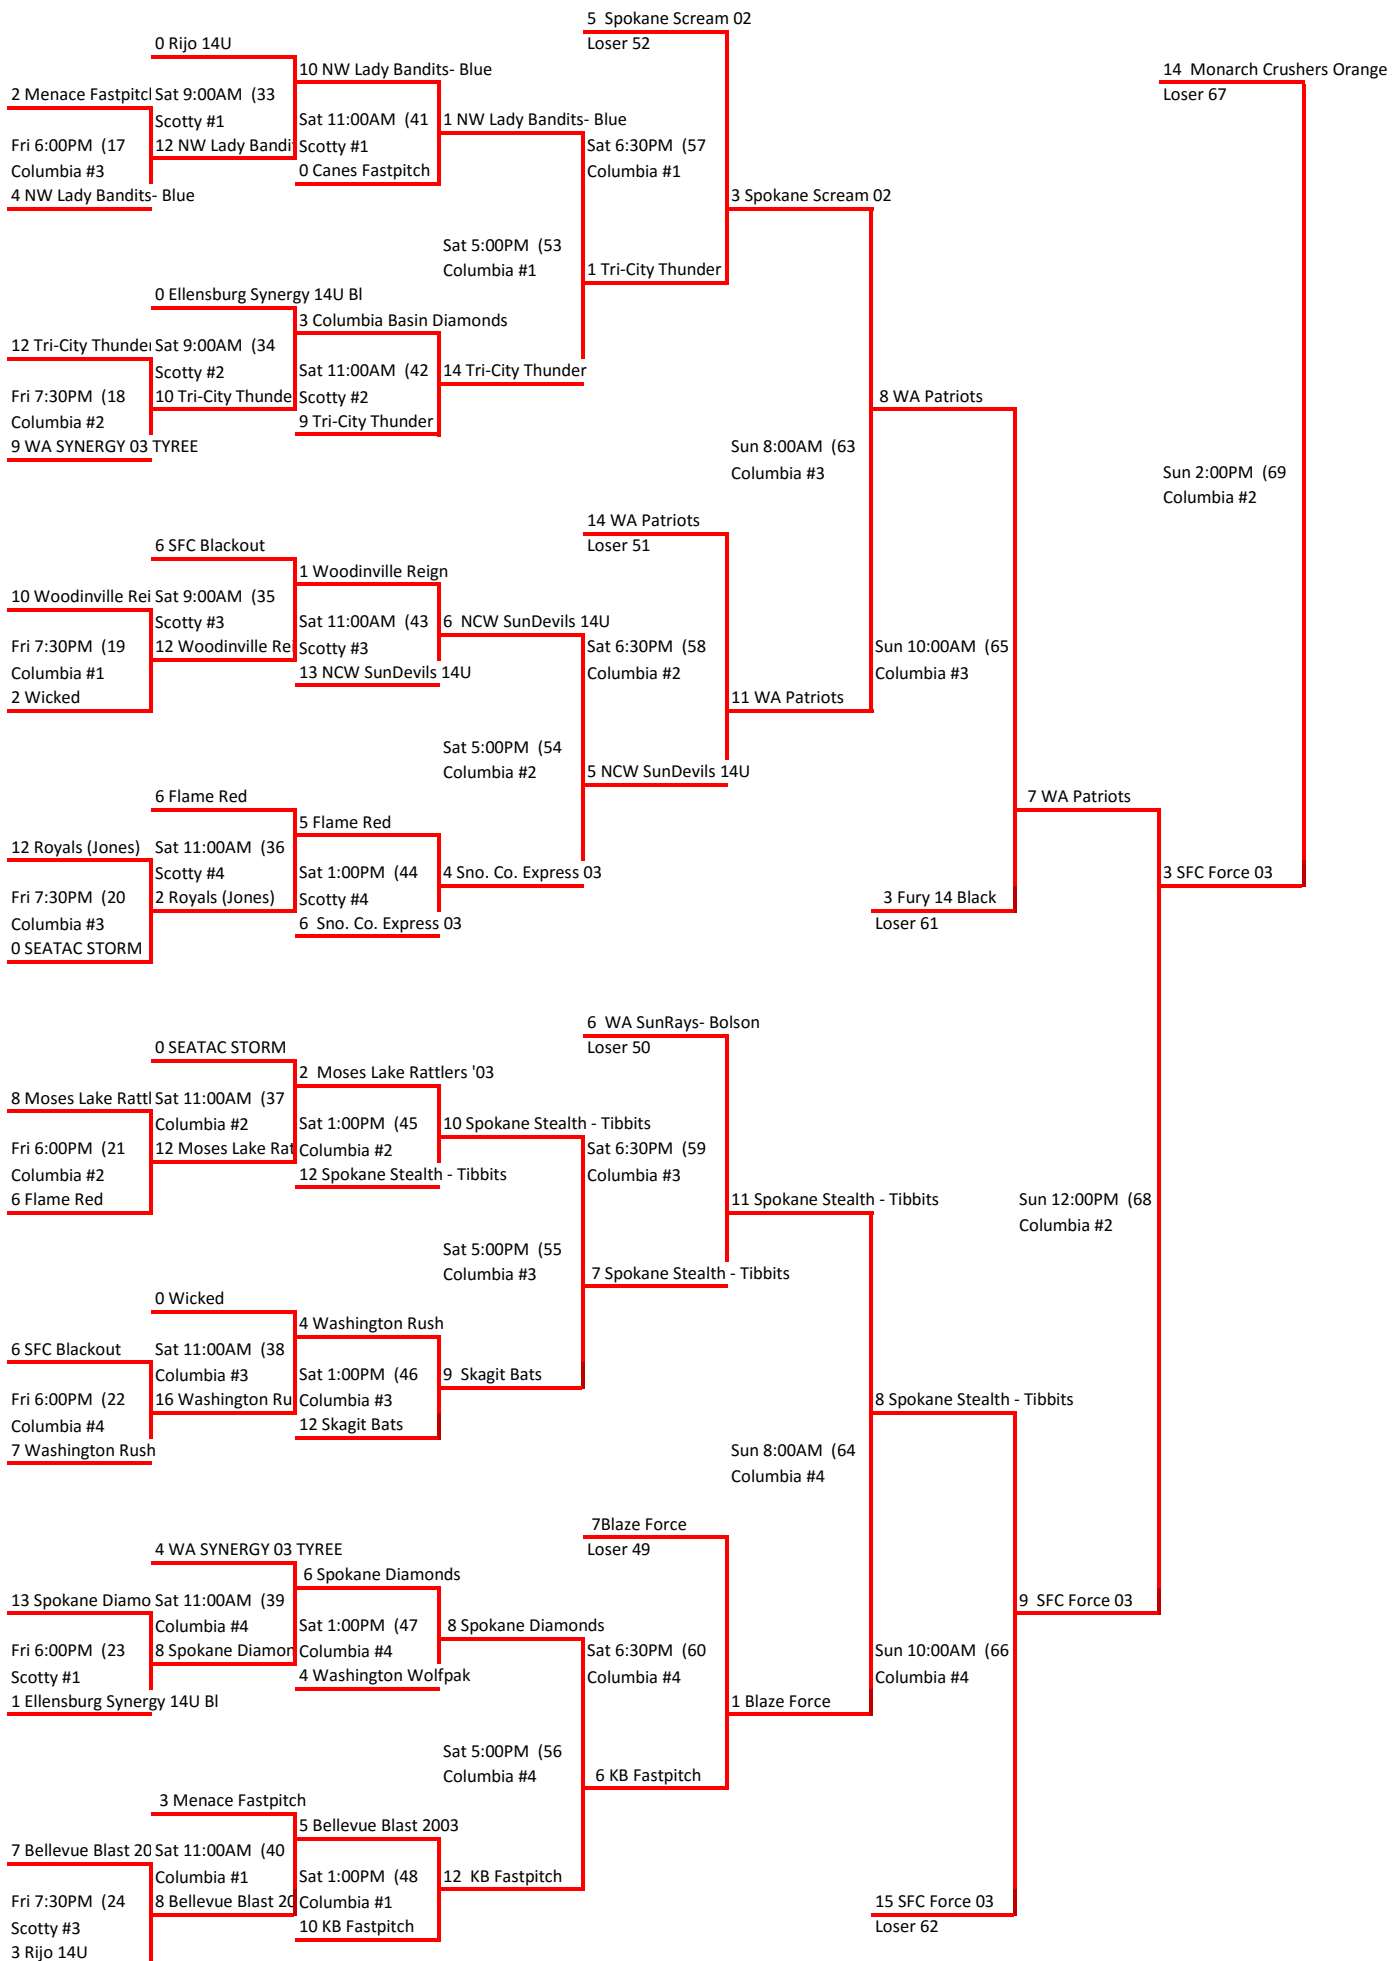 5  Spokane Scream 02
Loser 52
0 Rijo 14U
10 NW Lady Bandits- Blue
14  Monarch Crushers Orange
Loser 67
2 Menace Fastpitch
Sat 9:00AM  (33
Scotty #1
Sat 11:00AM  (41
Scotty #1
1 NW Lady Bandits- Blue
Fri 6:00PM  (17
Columbia #3
12 NW Lady Bandi
Sat 6:30PM  (57
Columbia #1
0 Canes Fastpitch
4 NW Lady Bandits- Blue
3 Spokane Scream 02
Sat 5:00PM  (53
Columbia #1
1 Tri-City Thunder
0 Ellensburg Synergy 14U Bl
3 Columbia Basin Diamonds
12 Tri-City Thunder
Sat 9:00AM  (34
Scotty #2
Sat 11:00AM  (42
Scotty #2
14 Tri-City Thunder
Fri 7:30PM  (18
Columbia #2
10 Tri-City Thunde
8 WA Patriots
9 Tri-City Thunder
9 WA SYNERGY 03 TYREE
Sun 8:00AM  (63
Columbia #3
Sun 2:00PM  (69
Columbia #2
14 WA Patriots
Loser 51
6 SFC Blackout
1 Woodinville Reign
10 Woodinville Rei
Sat 9:00AM  (35
Scotty #3
Sat 11:00AM  (43
Scotty #3
6  NCW SunDevils 14U
Fri 7:30PM  (19
Columbia #1
12 Woodinville Rei
Sat 6:30PM  (58
Columbia #2
Sun 10:00AM  (65
Columbia #3
13 NCW SunDevils 14U
2 Wicked
11 WA Patriots
Sat 5:00PM  (54
Columbia #2
5 NCW SunDevils 14U
6 Flame Red
5 Flame Red
7 WA Patriots
12 Royals (Jones)
Sat 11:00AM  (36
Scotty #4
Sat 1:00PM  (44
Scotty #4
4 Sno. Co. Express 03
3 SFC Force 03
Fri 7:30PM  (20
Columbia #3
2 Royals (Jones)
3 Fury 14 Black
Loser 61
6  Sno. Co. Express 03
0 SEATAC STORM
6  WA SunRays- Bolson
Loser 50
0 SEATAC STORM
2  Moses Lake Rattlers '03
8 Moses Lake Rattl
Sat 11:00AM  (37
Columbia #2
Sat 1:00PM  (45
Columbia #2
10 Spokane Stealth - Tibbits
Fri 6:00PM  (21
Columbia #2
12 Moses Lake Rat
Sat 6:30PM  (59
Columbia #3
12 Spokane Stealth - Tibbits
6 Flame Red
11 Spokane Stealth - Tibbits
Sun 12:00PM  (68
Columbia #2
Sat 5:00PM  (55
Columbia #3
7 Spokane Stealth - Tibbits
0 Wicked
4 Washington Rush
6 SFC Blackout
Sat 11:00AM  (38
Columbia #3
Sat 1:00PM  (46
Columbia #3
9  Skagit Bats
Fri 6:00PM  (22
Columbia #4
16 Washington Ru
8 Spokane Stealth - Tibbits
12 Skagit Bats
7 Washington Rush
Sun 8:00AM  (64
Columbia #4
7Blaze Force
Loser 49
4 WA SYNERGY 03 TYREE
6 Spokane Diamonds
13 Spokane Diamo
Sat 11:00AM  (39
Columbia #4
Sat 1:00PM  (47
Columbia #4
8 Spokane Diamonds
9  SFC Force 03
Fri 6:00PM  (23
Scotty #1
8 Spokane Diamon
Sat 6:30PM  (60
Columbia #4
Sun 10:00AM  (66
Columbia #4
4 Washington Wolfpak
1 Ellensburg Synergy 14U Bl
1 Blaze Force
Sat 5:00PM  (56
Columbia #4
6 KB Fastpitch
3 Menace Fastpitch
5 Bellevue Blast 2003
7 Bellevue Blast 20
Sat 11:00AM  (40
Columbia #1
Sat 1:00PM  (48
Columbia #1
12  KB Fastpitch
Fri 7:30PM  (24
Scotty #3
8 Bellevue Blast 20
15 SFC Force 03
Loser 62
10 KB Fastpitch
3 Rijo 14U